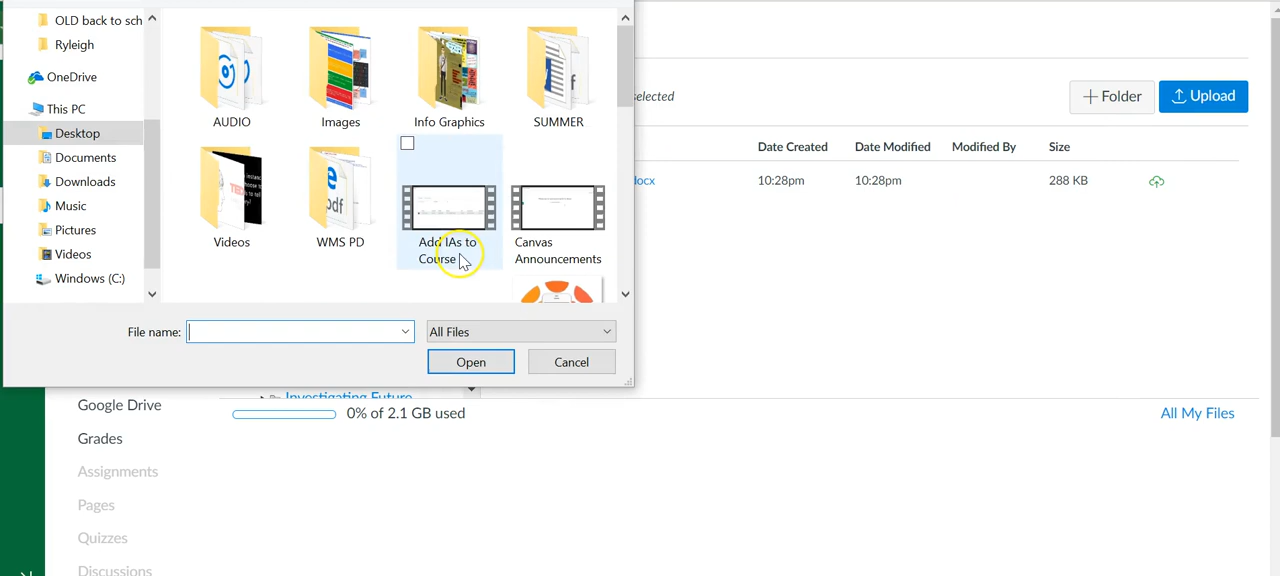 OLD back to sch
Ryleigh
OneDrive
This PC
Desktop
Documents
Downloads
Music
Pictures
Videos
Windows (C:)
AUDIO
Images
Info Graphics
SUMMER
Videos
WMS PD
Add IAs to
Course
Canvas
Announcements
File name:
All Files
Open
Cancel
selected
Folder
Upload
Date Created
Date Modified
Modified By
Size
docx
10:28pm
10:28pm
288 KB
Investigating Future
0% of 2.1 GB used
All My Files
Google Drive
Grades
Assignments
Pages
Quizzes
Discussions